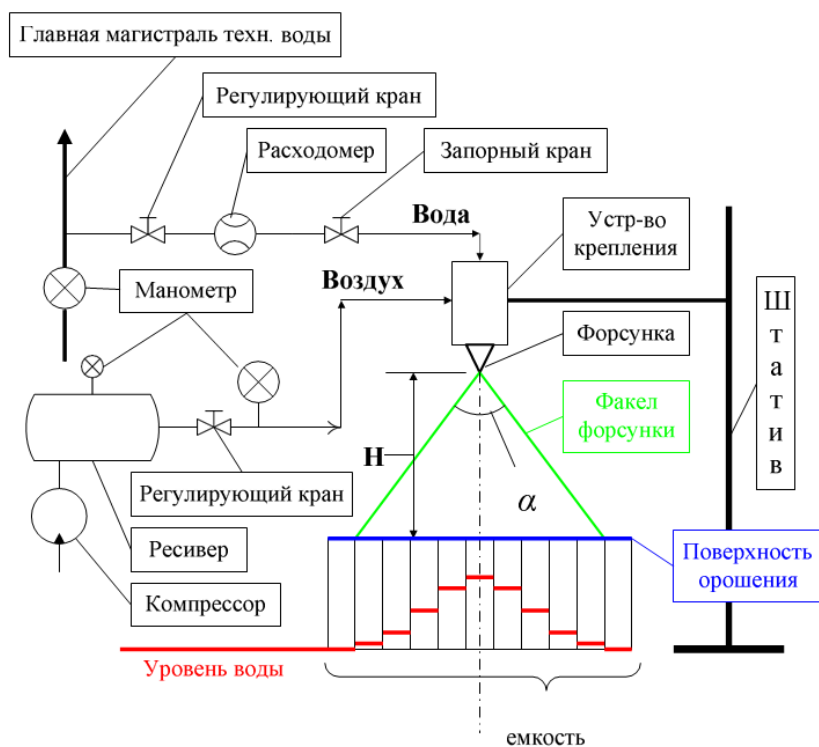 Главная магистраль техн. воды
Регулирующий кран
Расходомер
Запорный кран
Вода
Устр-во
крепления
Манометр
Воздух
Штатив
Форсунка
Факел
форсунки
H
α
Регулирующий кран
Ресивер
Компрессор
Поверхность
орошения
Уровень воды
емкость